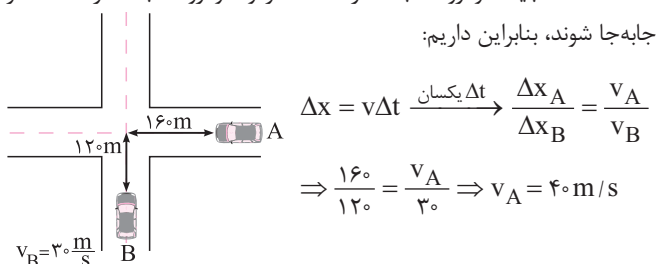 جابه‌جا شوند، بنابراین داریم:
Δx = vΔt —یکسان Δt→ Δx_A / Δx_B = v_A / v_B
⇒ ۱۶۰ / ۱۲۰ = v_A / ۳۰ ⇒ v_A = ۴۰ m/s
۱۶۰m
A
۱۲۰m
v_B = ۳۰ m/s
B